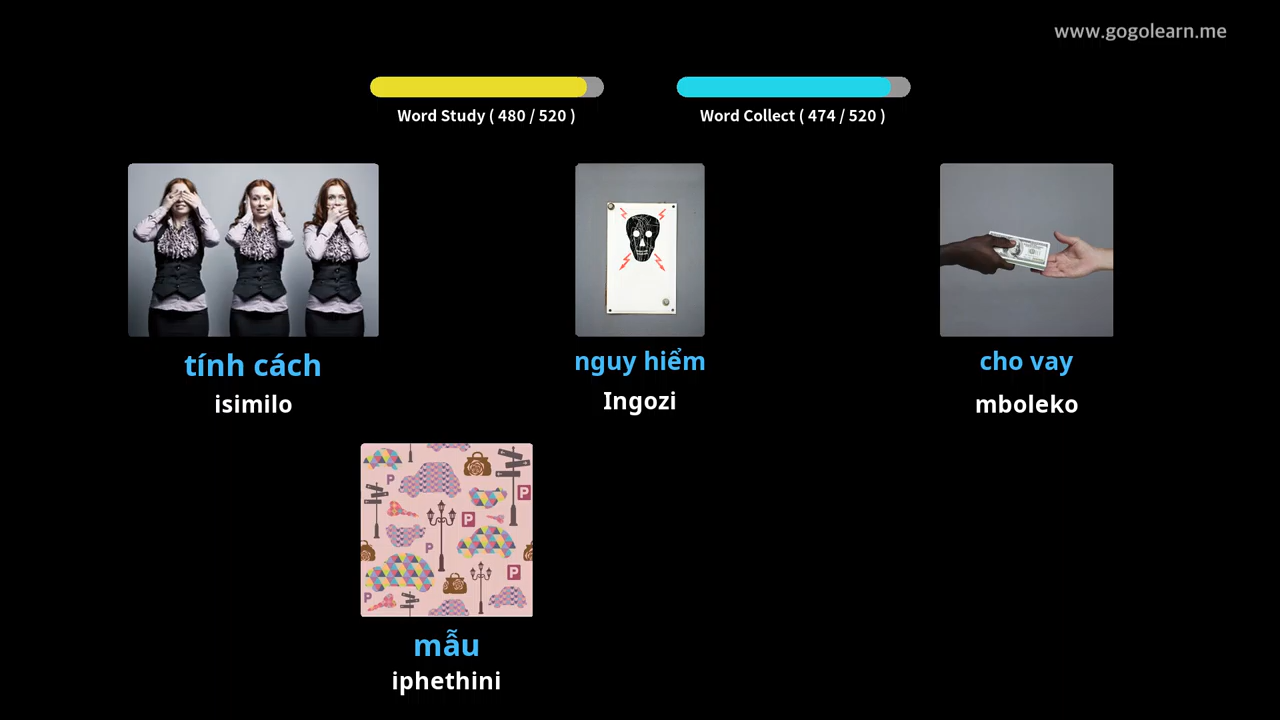 www.gogolearn.me
Word Study ( 480 / 520 )
Word Collect ( 474 / 520 )
tính cách
isimilo
nguy hiểm
Ingozi
cho vay
mboleko
P
P
P
P
P
P
mẫu
iphethini